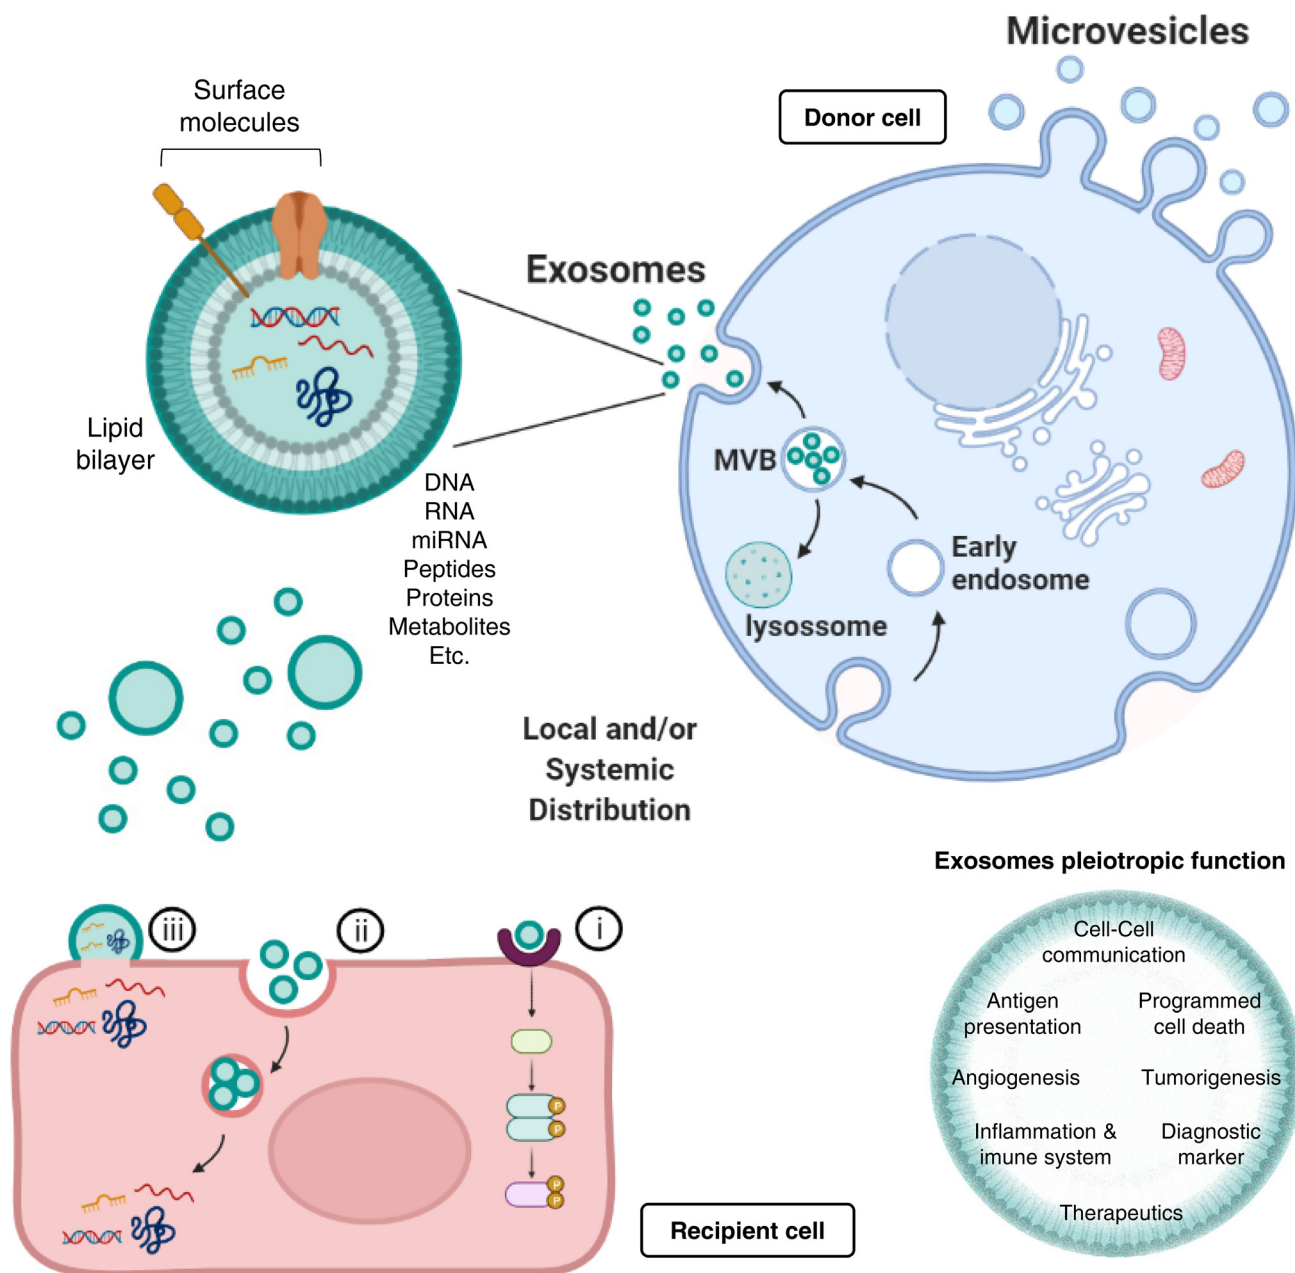 Microvesicles
Surface
molecules
Donor cell
Exosomes
Lipid
bilayer
MVB
DNA
RNA
miRNA
Peptides
Proteins
Metabolites
Etc.
Early
endosome
lysossome
Local and/or
Systemic
Distribution
Exosomes pleiotropic function
iii
ii
i
Cell-Cell
communication
Antigen
presentation
Programmed
cell death
Angiogenesis
Tumorigenesis
Inflammation &
imune system
Diagnostic
marker
Therapeutics
P
P
P
P
Recipient cell